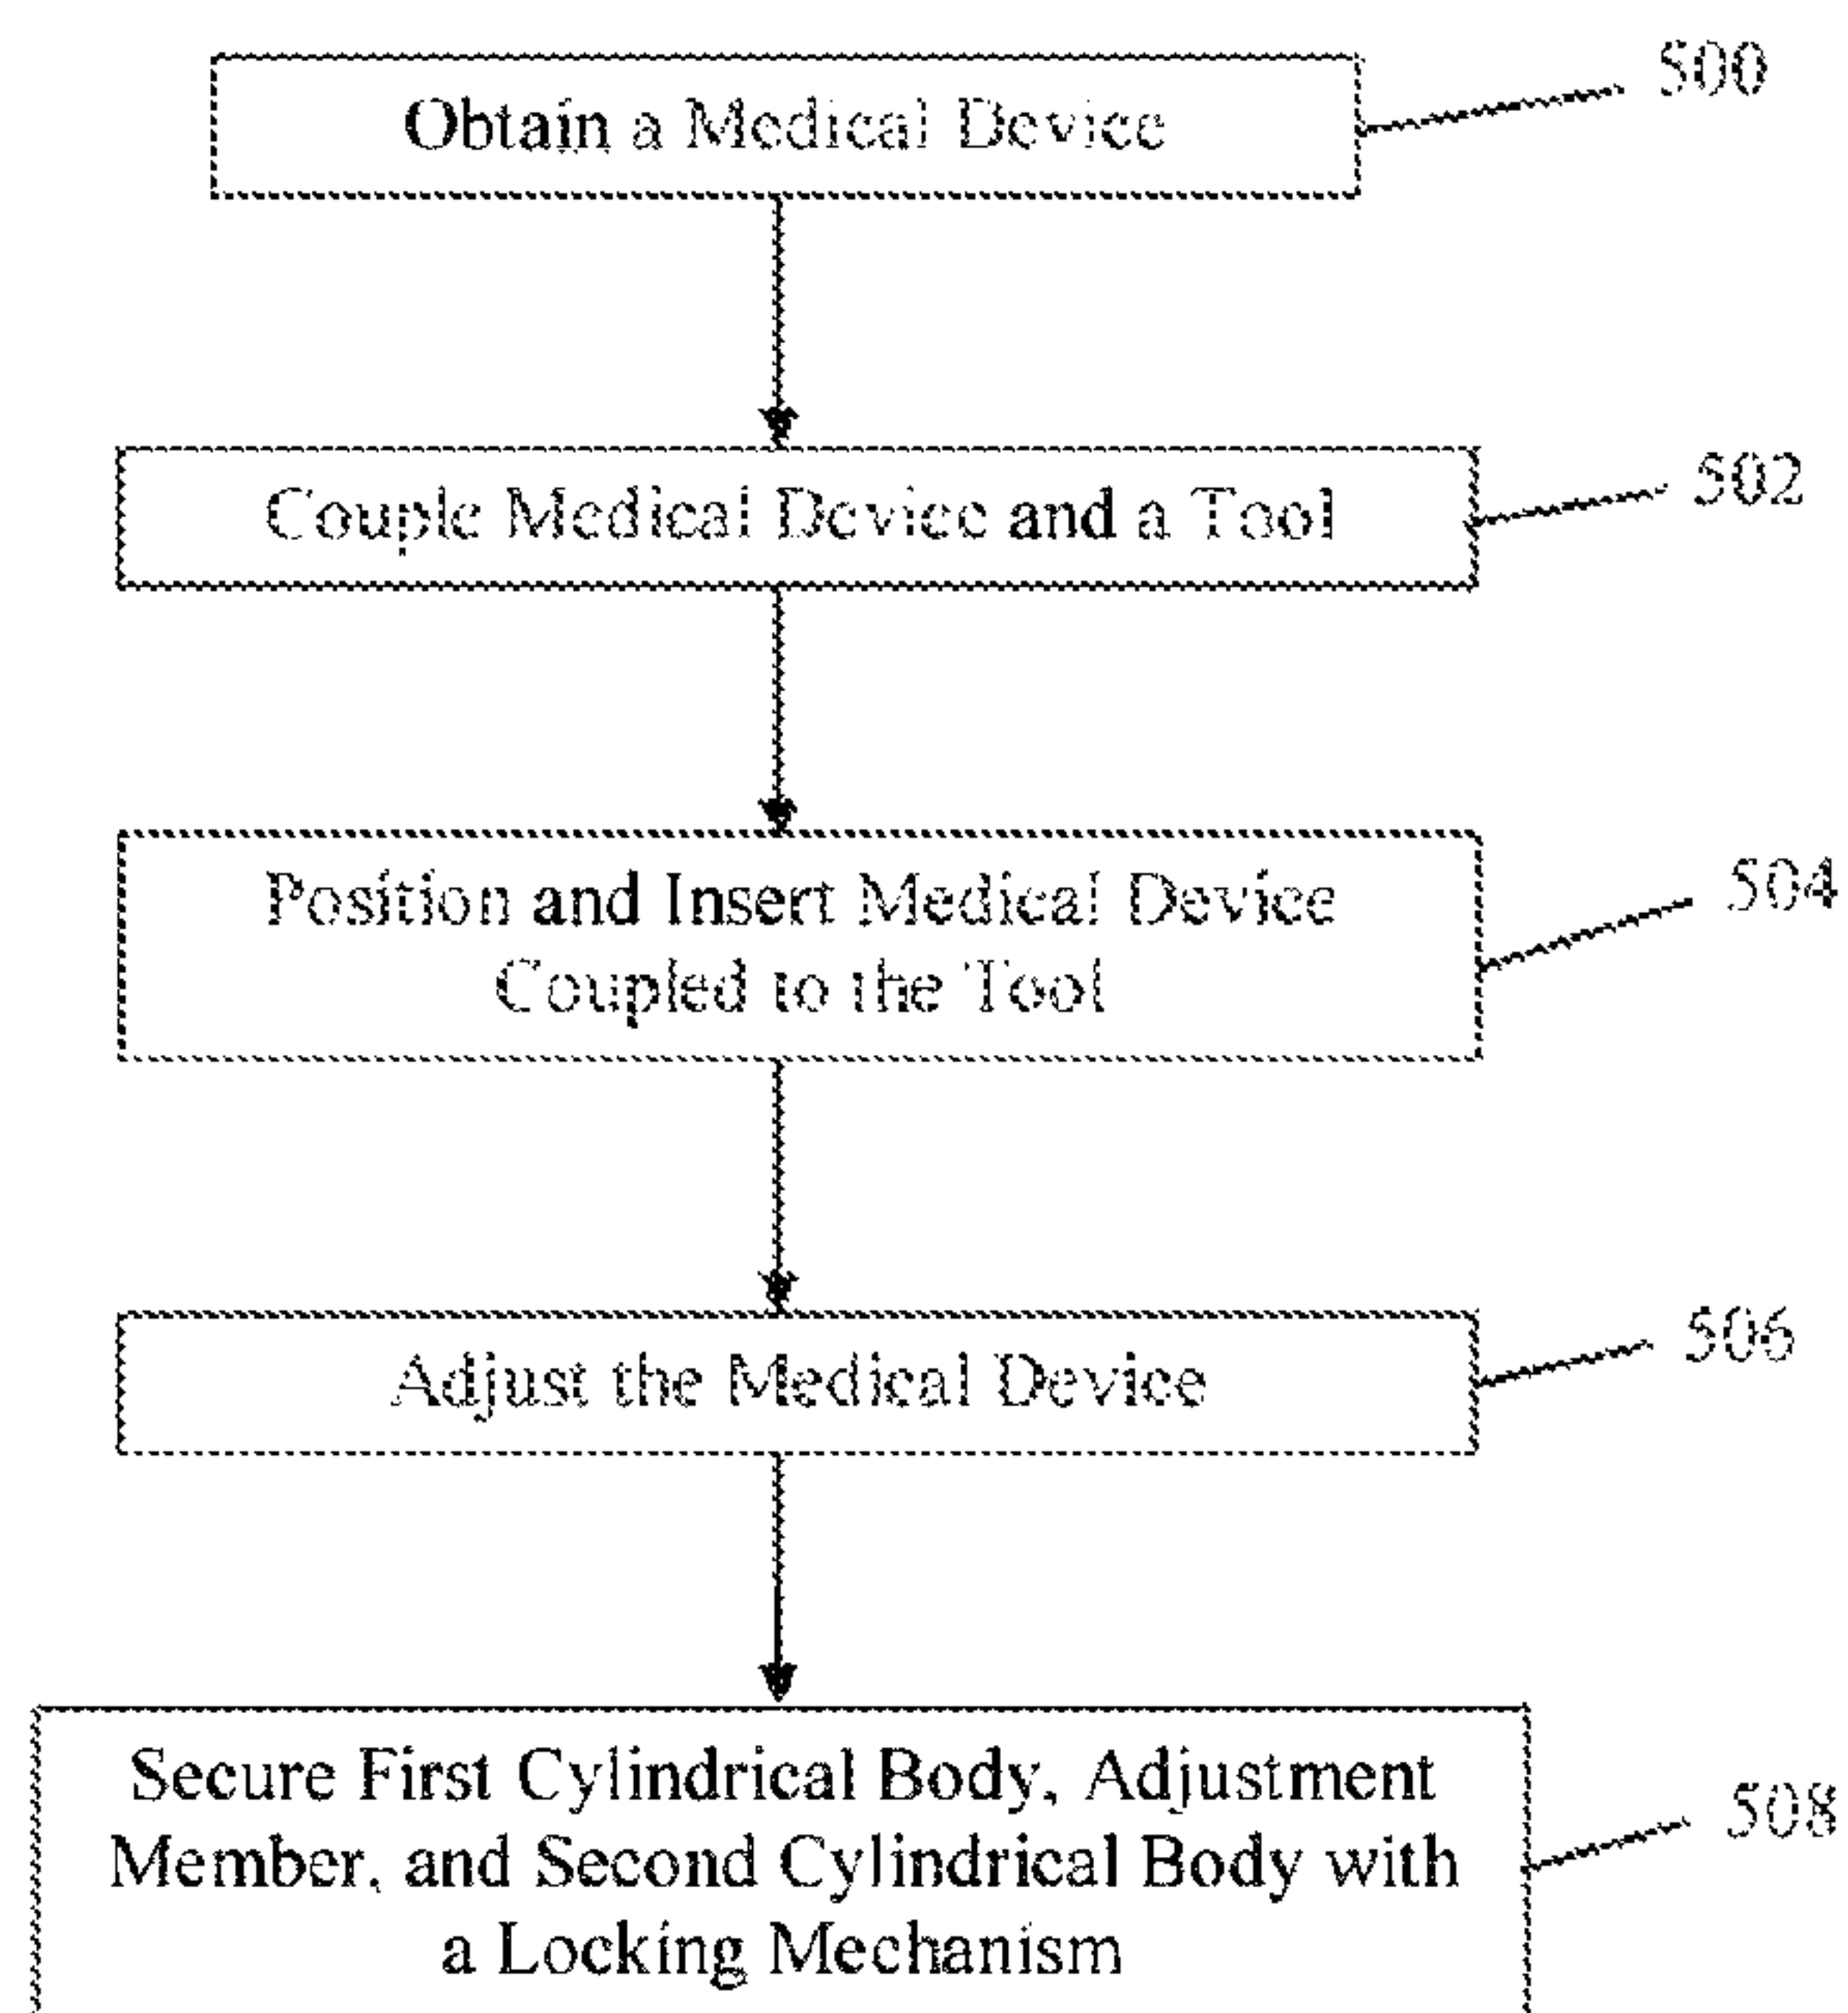 Obtain a Medical Device
500
Couple Medical Device and a Tool
502
Position and Insert Medical Device
Coupled to the Tool
504
Adjust the Medical Device
506
Secure First Cylindrical Body, Adjustment
Member, and Second Cylindrical Body with
a Locking Mechanism
508